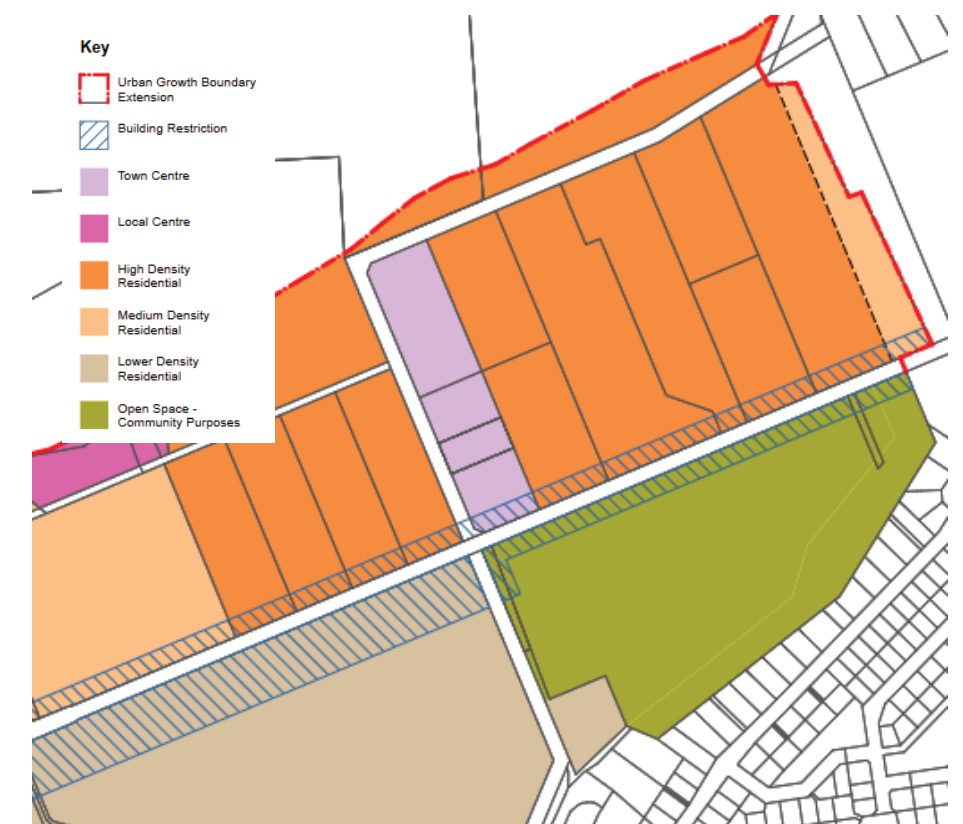 Key
Urban Growth Boundary
Extension
Building Restriction
Town Centre
Local Centre
High Density
Residential
Medium Density
Residential
Lower Density
Residential
Open Space -
Community Purposes